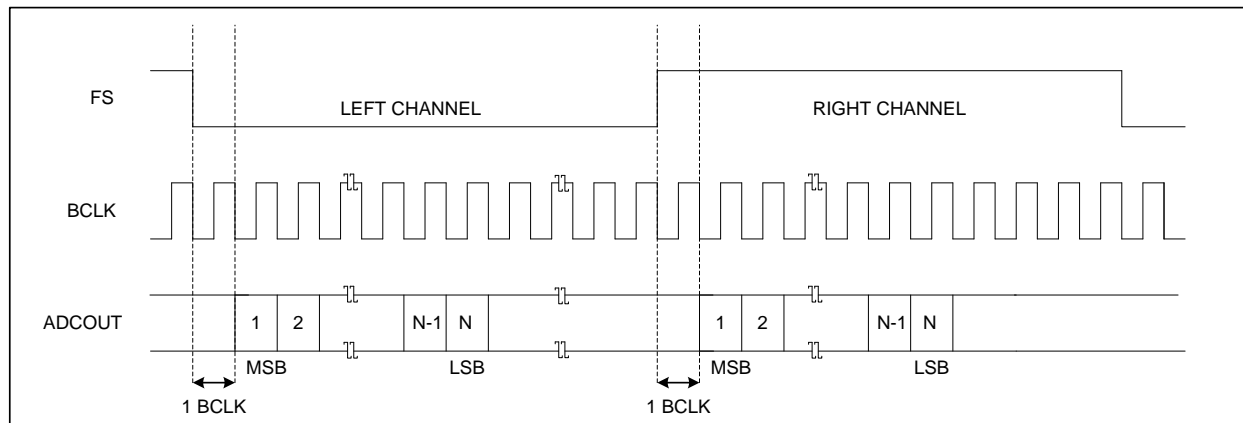 FS
LEFT CHANNEL
RIGHT CHANNEL
BCLK
ADCOUT
1 2 N-1 N 1 2 N-1 N
MSB LSB MSB LSB
1 BCLK 1 BCLK